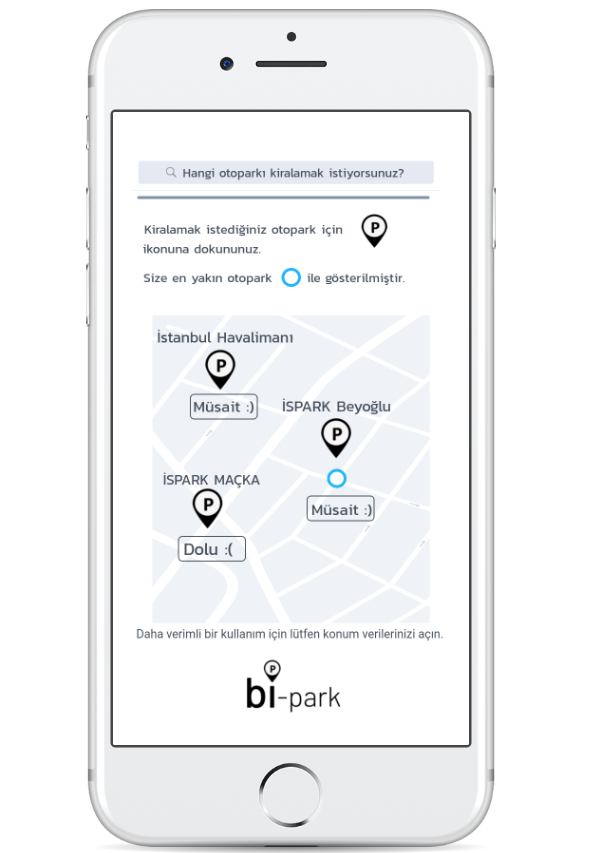 Hangi otoparkı kiralamak istiyorsunuz?
Kiralamak istediğiniz otopark için
P
ikonuna dokununuz.
Size en yakın otopark ile gösterilmiştir.
İstanbul Havalimanı
P
Müsait :)
İSPARK Beyoğlu
P
Müsait :)
İSPARK MAÇKA
P
Dolu :(
Daha verimli bir kullanım için lütfen konum verilerinizi açın.
P
bi-park